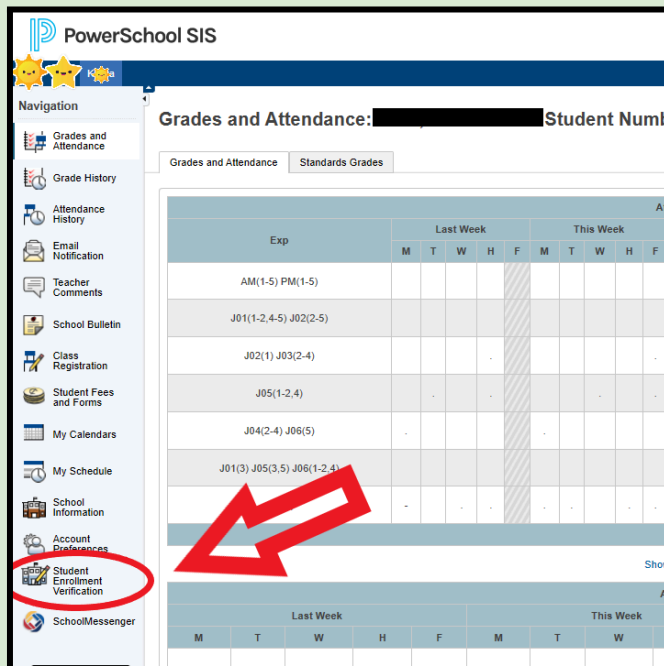 PowerSchool SIS
Navigation
Grades and
Attendance
Grade History
Attendance
History
Email
Notification
Teacher
Comments
School Bulletin
Class
Registration
Student Fees
and Forms
My Calendars
My Schedule
School
Information
Account
Preferences
Student
Enrollment
Verification
SchoolMessenger
Grades and Attendance: Student Numb
Grades and Attendance Standards Grades
Exp
Last Week This Week
M T W H F M T W H F
AM(1-5) PM(1-5)
J01(1-2,4-5) J02(2-5)
J02(1) J03(2-4)
J05(1-2,4)
J04(2-4) J06(5)
J01(3) J05(3,5) J06(1-2,4)
Show
Last Week This Week
M T W H F M T W